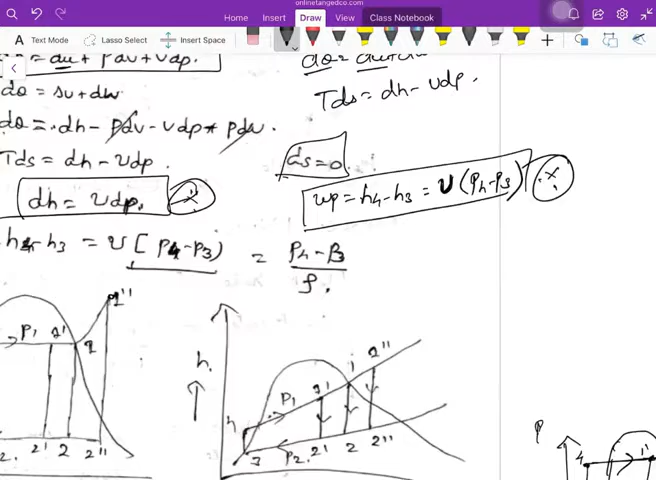 onlinetangedco.com
Home Insert Draw View Class Notebook
A Text Mode Lasso Select Insert Space
= du + pdv + vdp.
dQ = du + dw
dQ = dh - pdv - vdp + pdv.
Tds = dh - vdp.
dh = vdp.
h4 - h3 = v [ p4 - p3) = p4 - p3 / ρ.
Tds = dh - vdp.
ds = 0
wp = h4 - h3 = v (p4 - p3)
P1 1' 1 1''
2. 2' 2 2''
h
h P1 1' 1 1''
3 P2. 2' 2 2''
P
4 1'